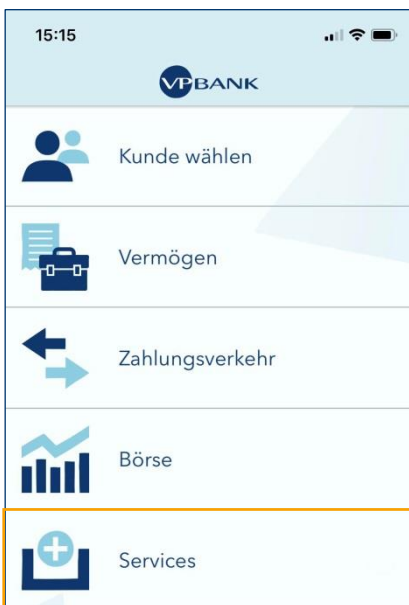 15:15
VPBANK
Kunde wählen
Vermögen
Zahlungsverkehr
Börse
Services